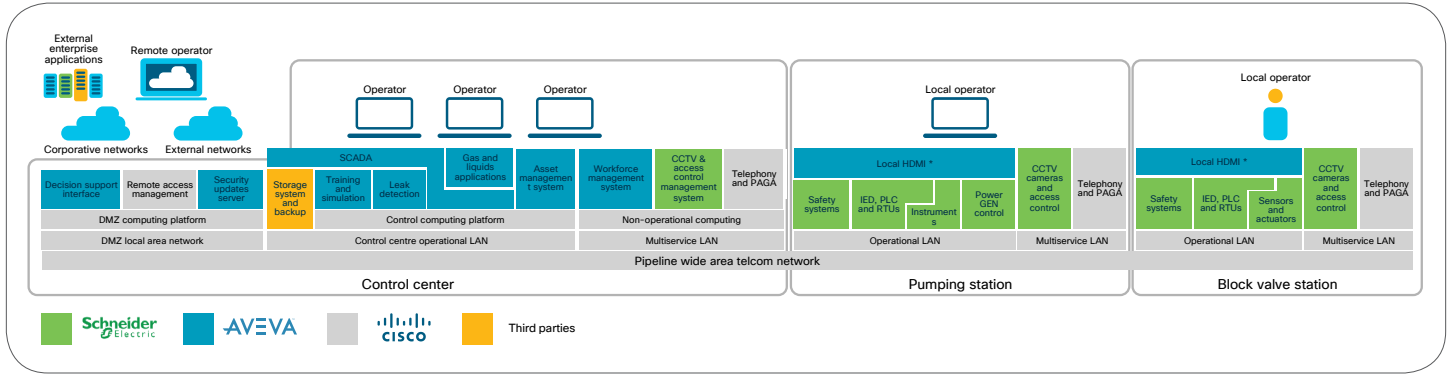 External
enterprise
applications
Remote operator
Corporative networks
External networks
Operator
Operator
Operator
Local operator
Local operator
Decision support
interface
Remote access
management
Security
updates
server
SCADA
Storage
system
and
backup
Training
and
simulation
Leak
detection
Gas and
liquids
applications
Asset
managemen
t system
Workforce
management
system
CCTV &
access
control
management
system
Telephony
and PAGA
DMZ computing platform
Control computing platform
Non-operational computing
DMZ local area network
Control centre operational LAN
Multiservice LAN
Local HDMI *
Safety
systems
IED, PLC
and RTUs
Instrument
s
Power
GEN
control
CCTV
cameras
and
access
control
Telephony
and PAGA
Operational LAN
Multiservice LAN
Local HDMI *
Safety
systems
IED, PLC
and RTUs
Sensors
and
actuators
CCTV
cameras
and access
control
Telephony
and PAGA
Operational LAN
Multiservice LAN
Pipeline wide area telcom network
Control center
Pumping station
Block valve station
Schneider
Electric
AVEVA
CISCO
Third parties